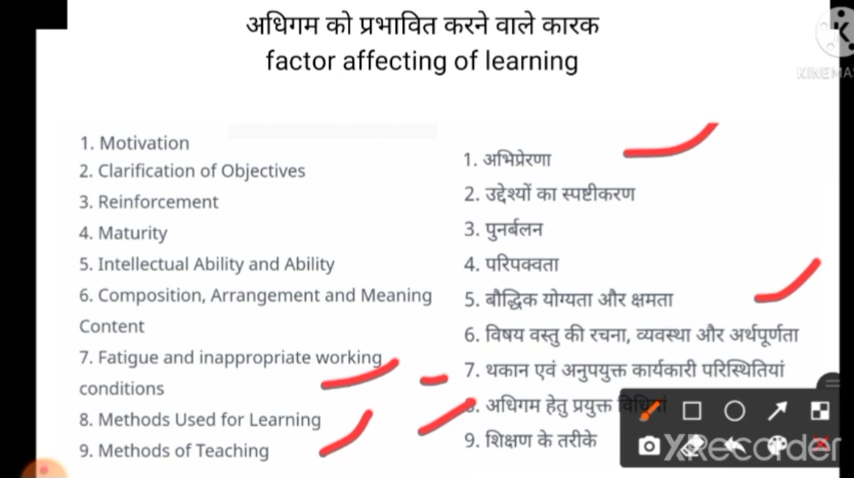 अधिगम को प्रभावित करने वाले कारक
factor affecting of learning
K
KINEMA
1. Motivation
2. Clarification of Objectives
3. Reinforcement
4. Maturity
5. Intellectual Ability and Ability
6. Composition, Arrangement and Meaning
Content
7. Fatigue and inappropriate working
conditions
8. Methods Used for Learning
9. Methods of Teaching
1. अभिप्रेरणा
2. उद्देश्यों का स्पष्टीकरण
3. पुनर्बलन
4. परिपक्वता
5. बौद्धिक योग्यता और क्षमता
6. विषय वस्तु की रचना, व्यवस्था और अर्थपूर्णता
7. थकान एवं अनुपयुक्त कार्यकारी परिस्थितियां
8. अधिगम हेतु प्रयुक्त विधियां
9. शिक्षण के तरीके
XRecorder